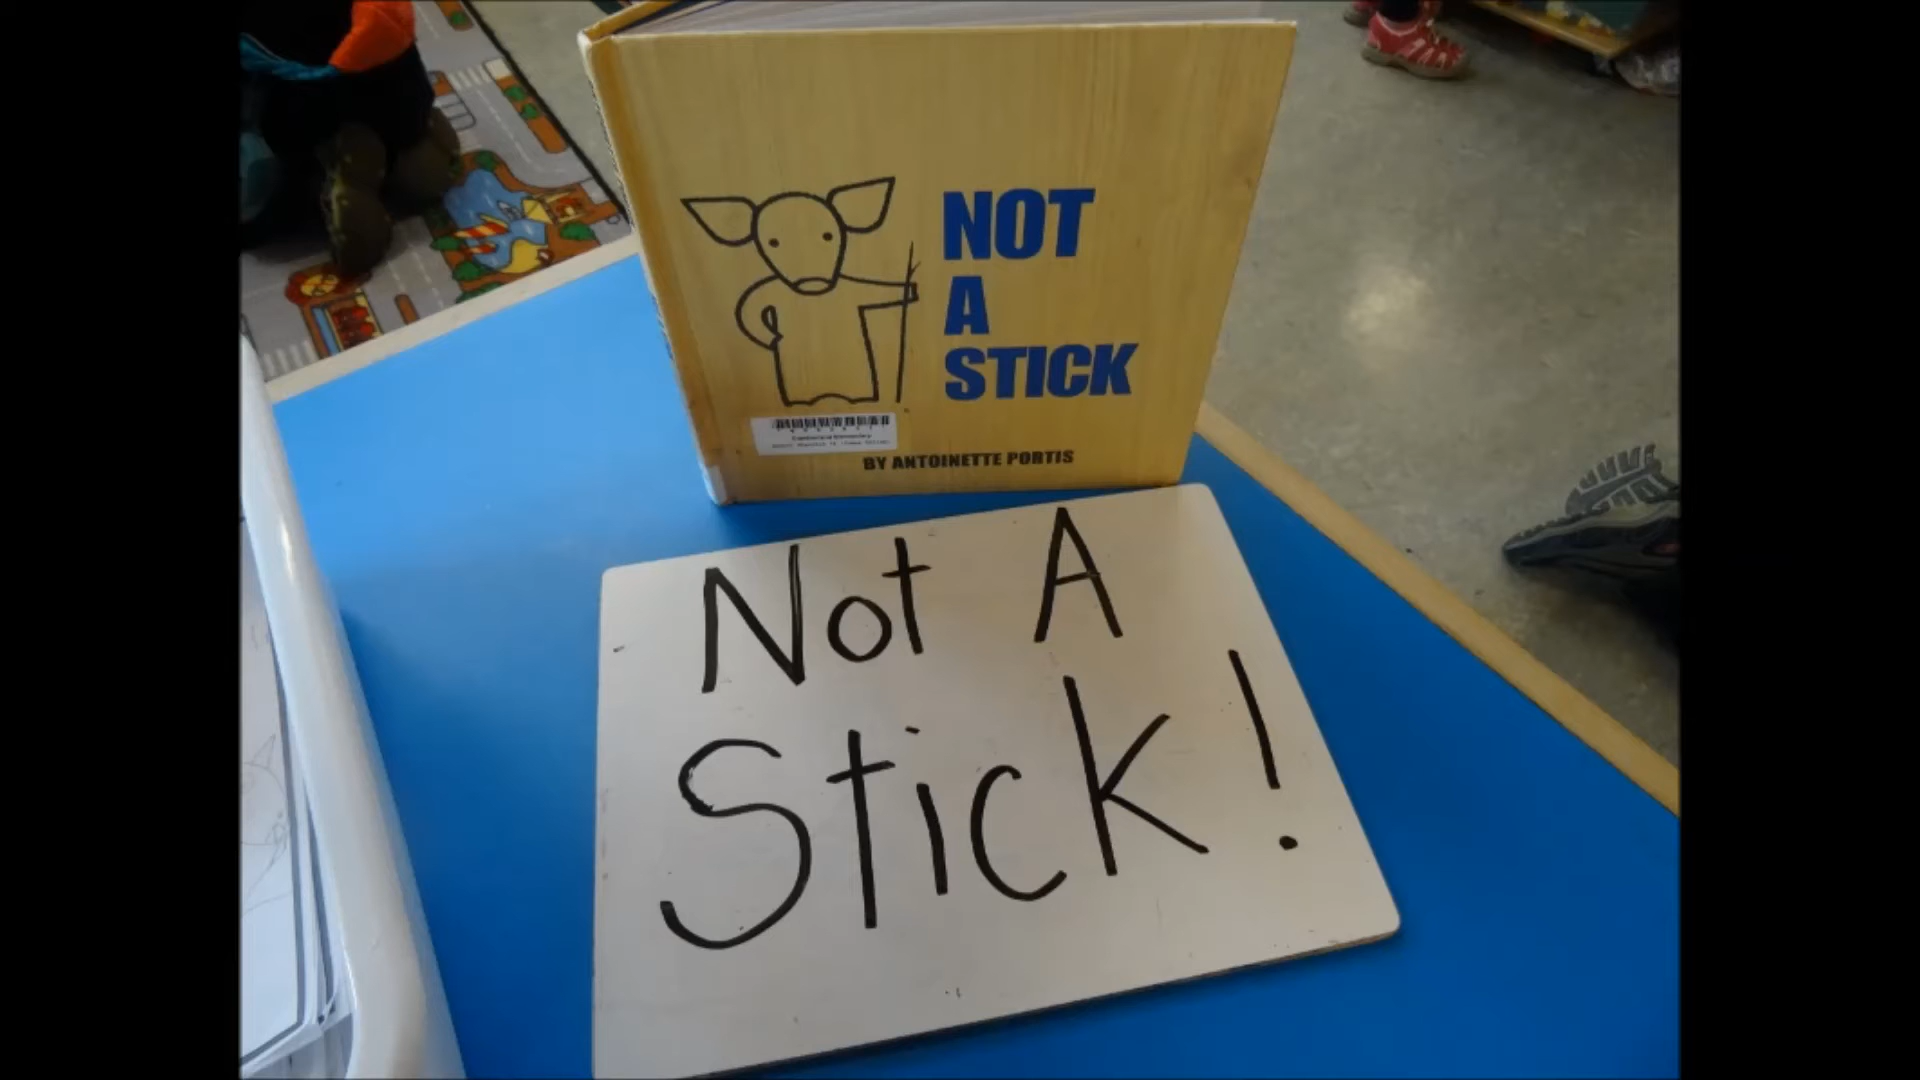 NOT
A
STICK
BY ANTOINETTE PORTIS
Not A
Stick!